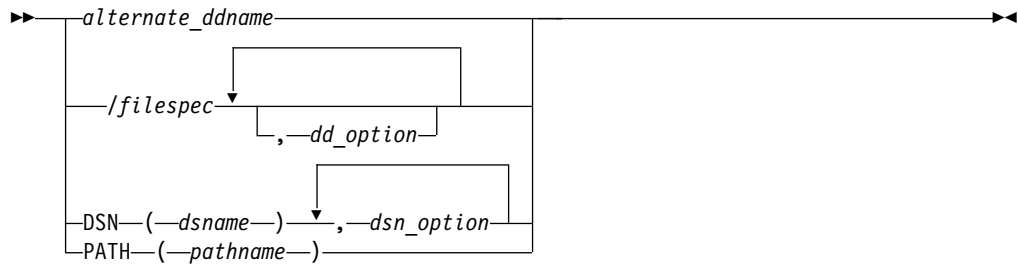 alternate_ddname
/filespec
, dd_option
DSN ( dsname ) , dsn_option
PATH ( pathname )